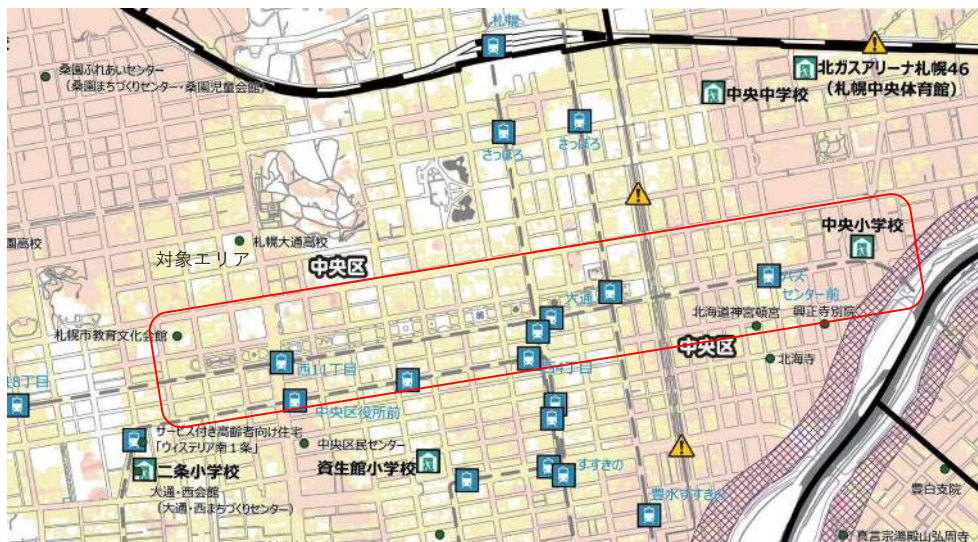 札幌
桑園ふれあいセンター
(桑園まちづくりセンター・桑園児童会館)
北ガスアリーナ札幌46
(札幌中央体育館)
中央中学校
さっぽろ
さっぽろ
中央小学校
園高校
札幌大通高校
対象エリア
中央区
バス
センター前
大通
北海道神宮頓宮
興正寺別院
札幌市教育文化会館
中央区
北海寺
西11丁目
西4丁目
18丁目
中央区役所前
サービス付き高齢者向け住宅
「ウィステリア南1条」
中央区民センター
二条小学校
資生館小学校
すすきの
大通・西会館
(大通・西まちづくりセンター)
豊水すすきの
豊白支院
真言宗湯殿山弘周寺